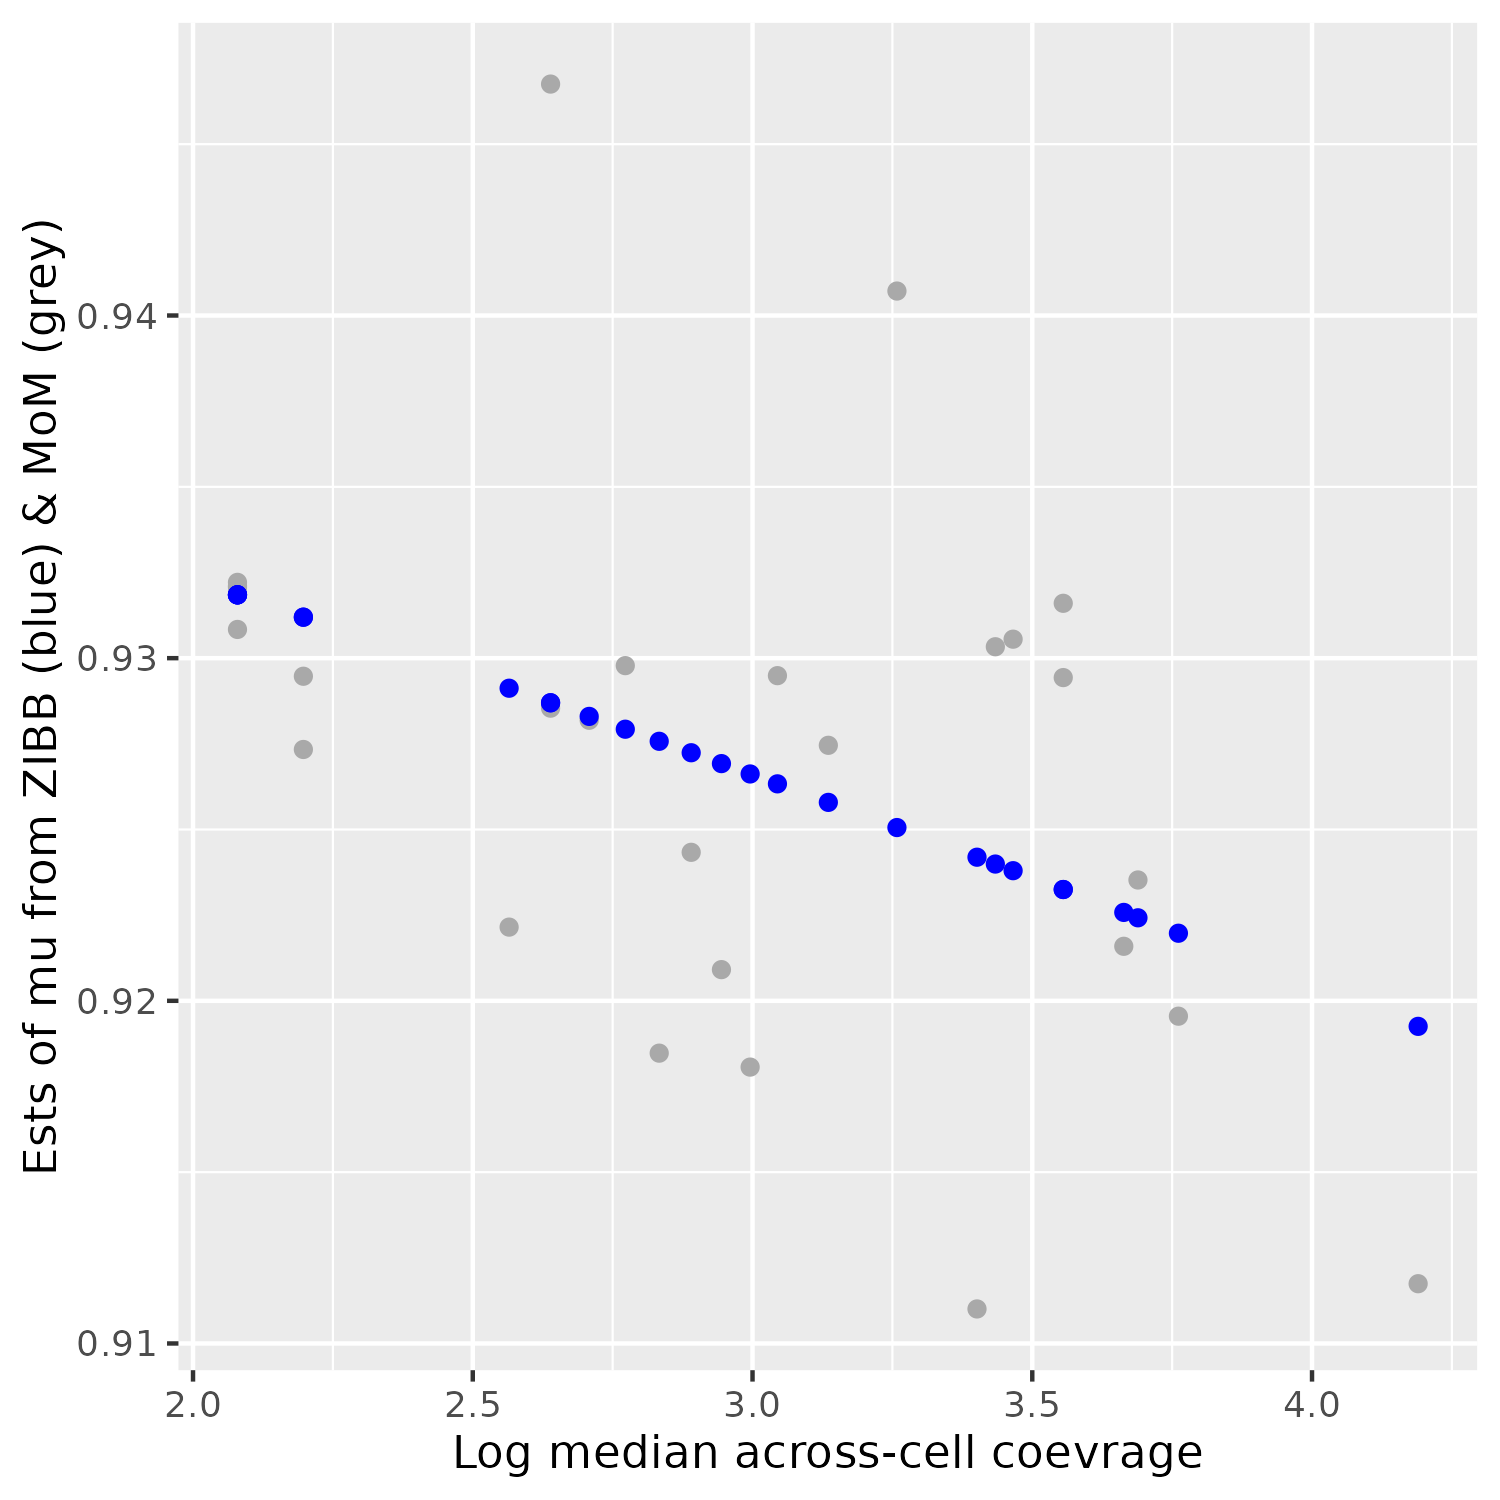 Ests of mu from ZIBB (blue) & MoM (grey)
0.94
0.93
0.92
0.91
2.0 2.5 3.0 3.5 4.0
Log median across-cell coevrage